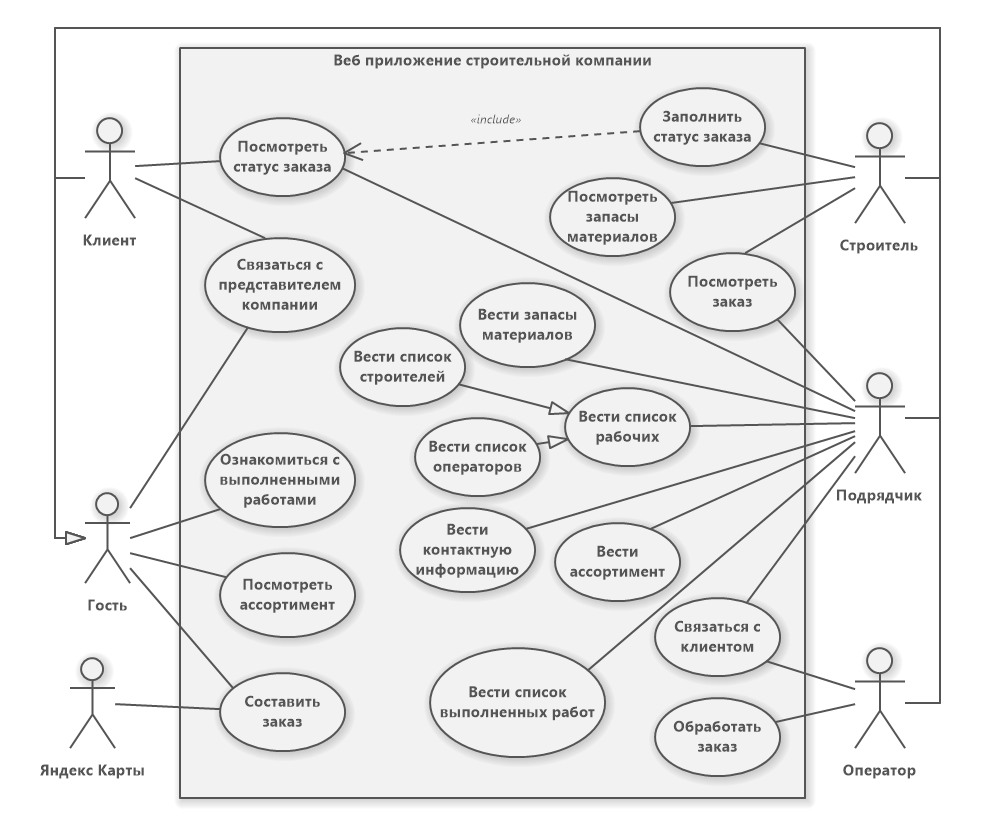 Веб приложение строительной компании
«include»
Посмотреть
статус заказа
Заполнить
статус заказа
Клиент
Посмотреть
запасы
материалов
Строитель
Связаться с
представителем
компании
Посмотреть
заказ
Вести запасы
материалов
Вести список
строителей
Вести список
рабочих
Вести список
операторов
Подрядчик
Ознакомиться с
выполненными
работами
Вести
контактную
информацию
Вести
ассортимент
Гость
Посмотреть
ассортимент
Связаться с
клиентом
Составить
заказ
Вести список
выполненных работ
Обработать
заказ
Яндекс Карты
Оператор